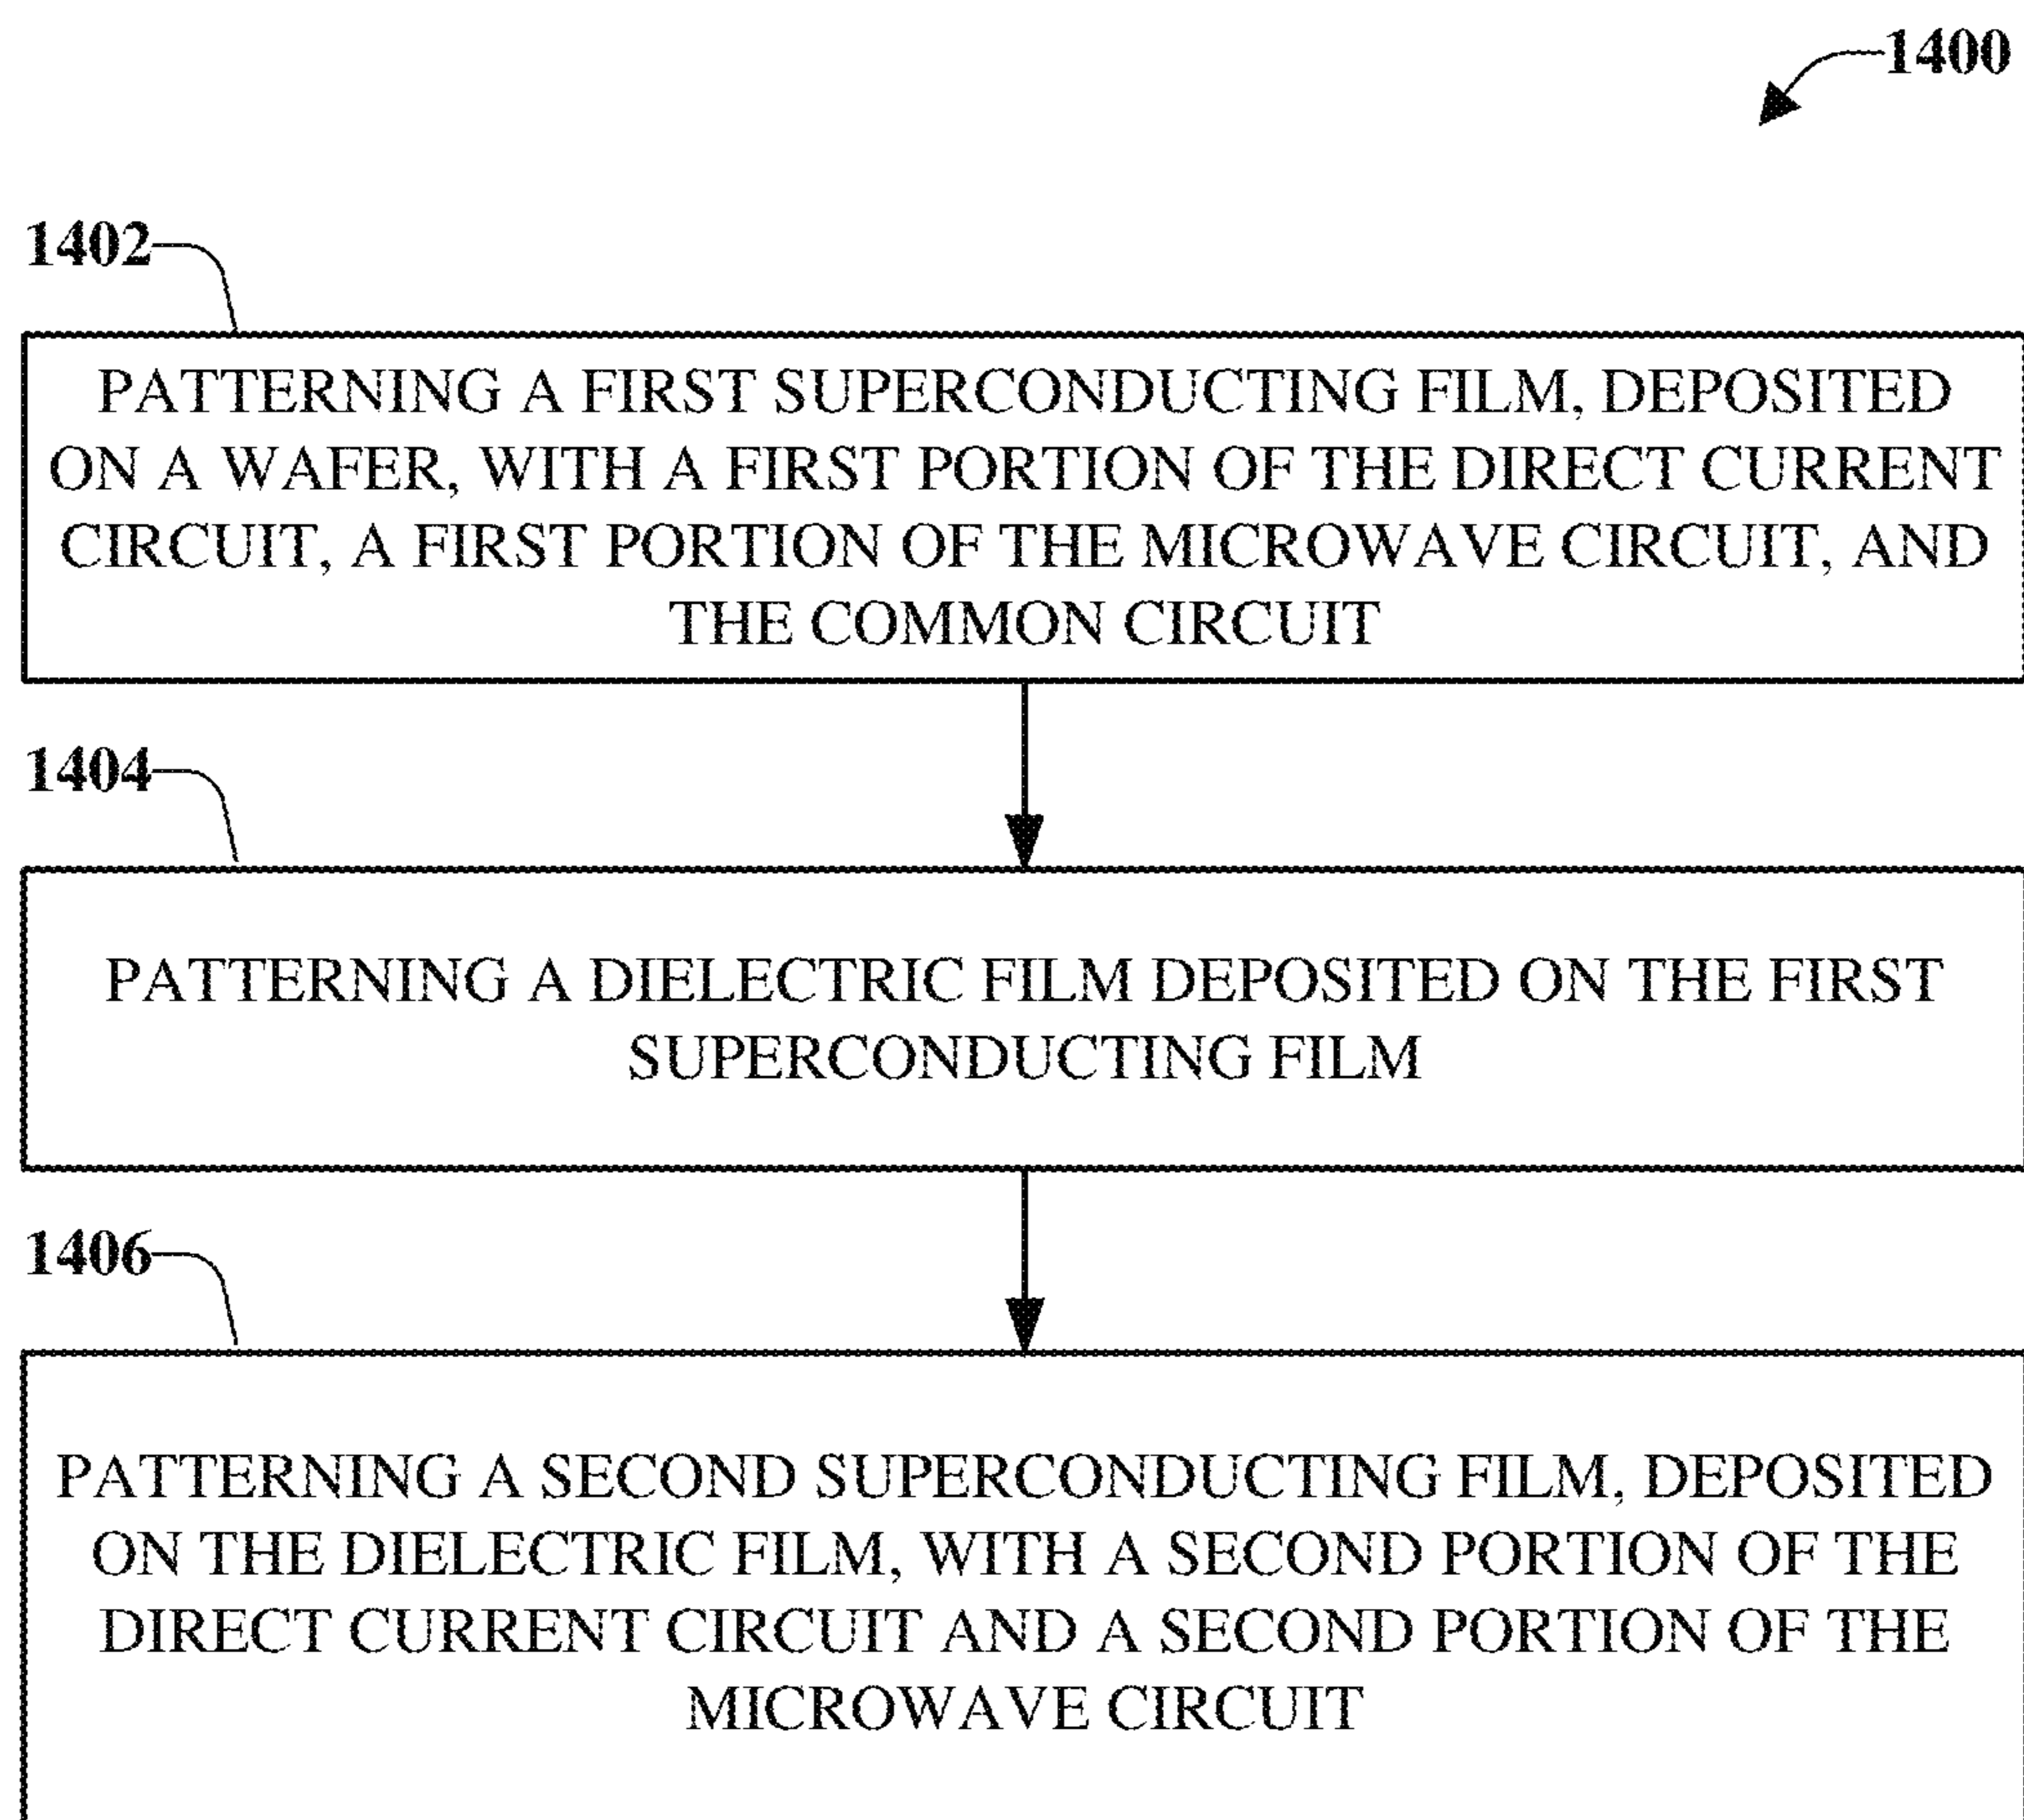 1400
1402
PATTERNING A FIRST SUPERCONDUCTING FILM, DEPOSITED
ON A WAFER, WITH A FIRST PORTION OF THE DIRECT CURRENT
CIRCUIT, A FIRST PORTION OF THE MICROWAVE CIRCUIT, AND
THE COMMON CIRCUIT
1404
PATTERNING A DIELECTRIC FILM DEPOSITED ON THE FIRST
SUPERCONDUCTING FILM
1406
PATTERNING A SECOND SUPERCONDUCTING FILM, DEPOSITED
ON THE DIELECTRIC FILM, WITH A SECOND PORTION OF THE
DIRECT CURRENT CIRCUIT AND A SECOND PORTION OF THE
MICROWAVE CIRCUIT